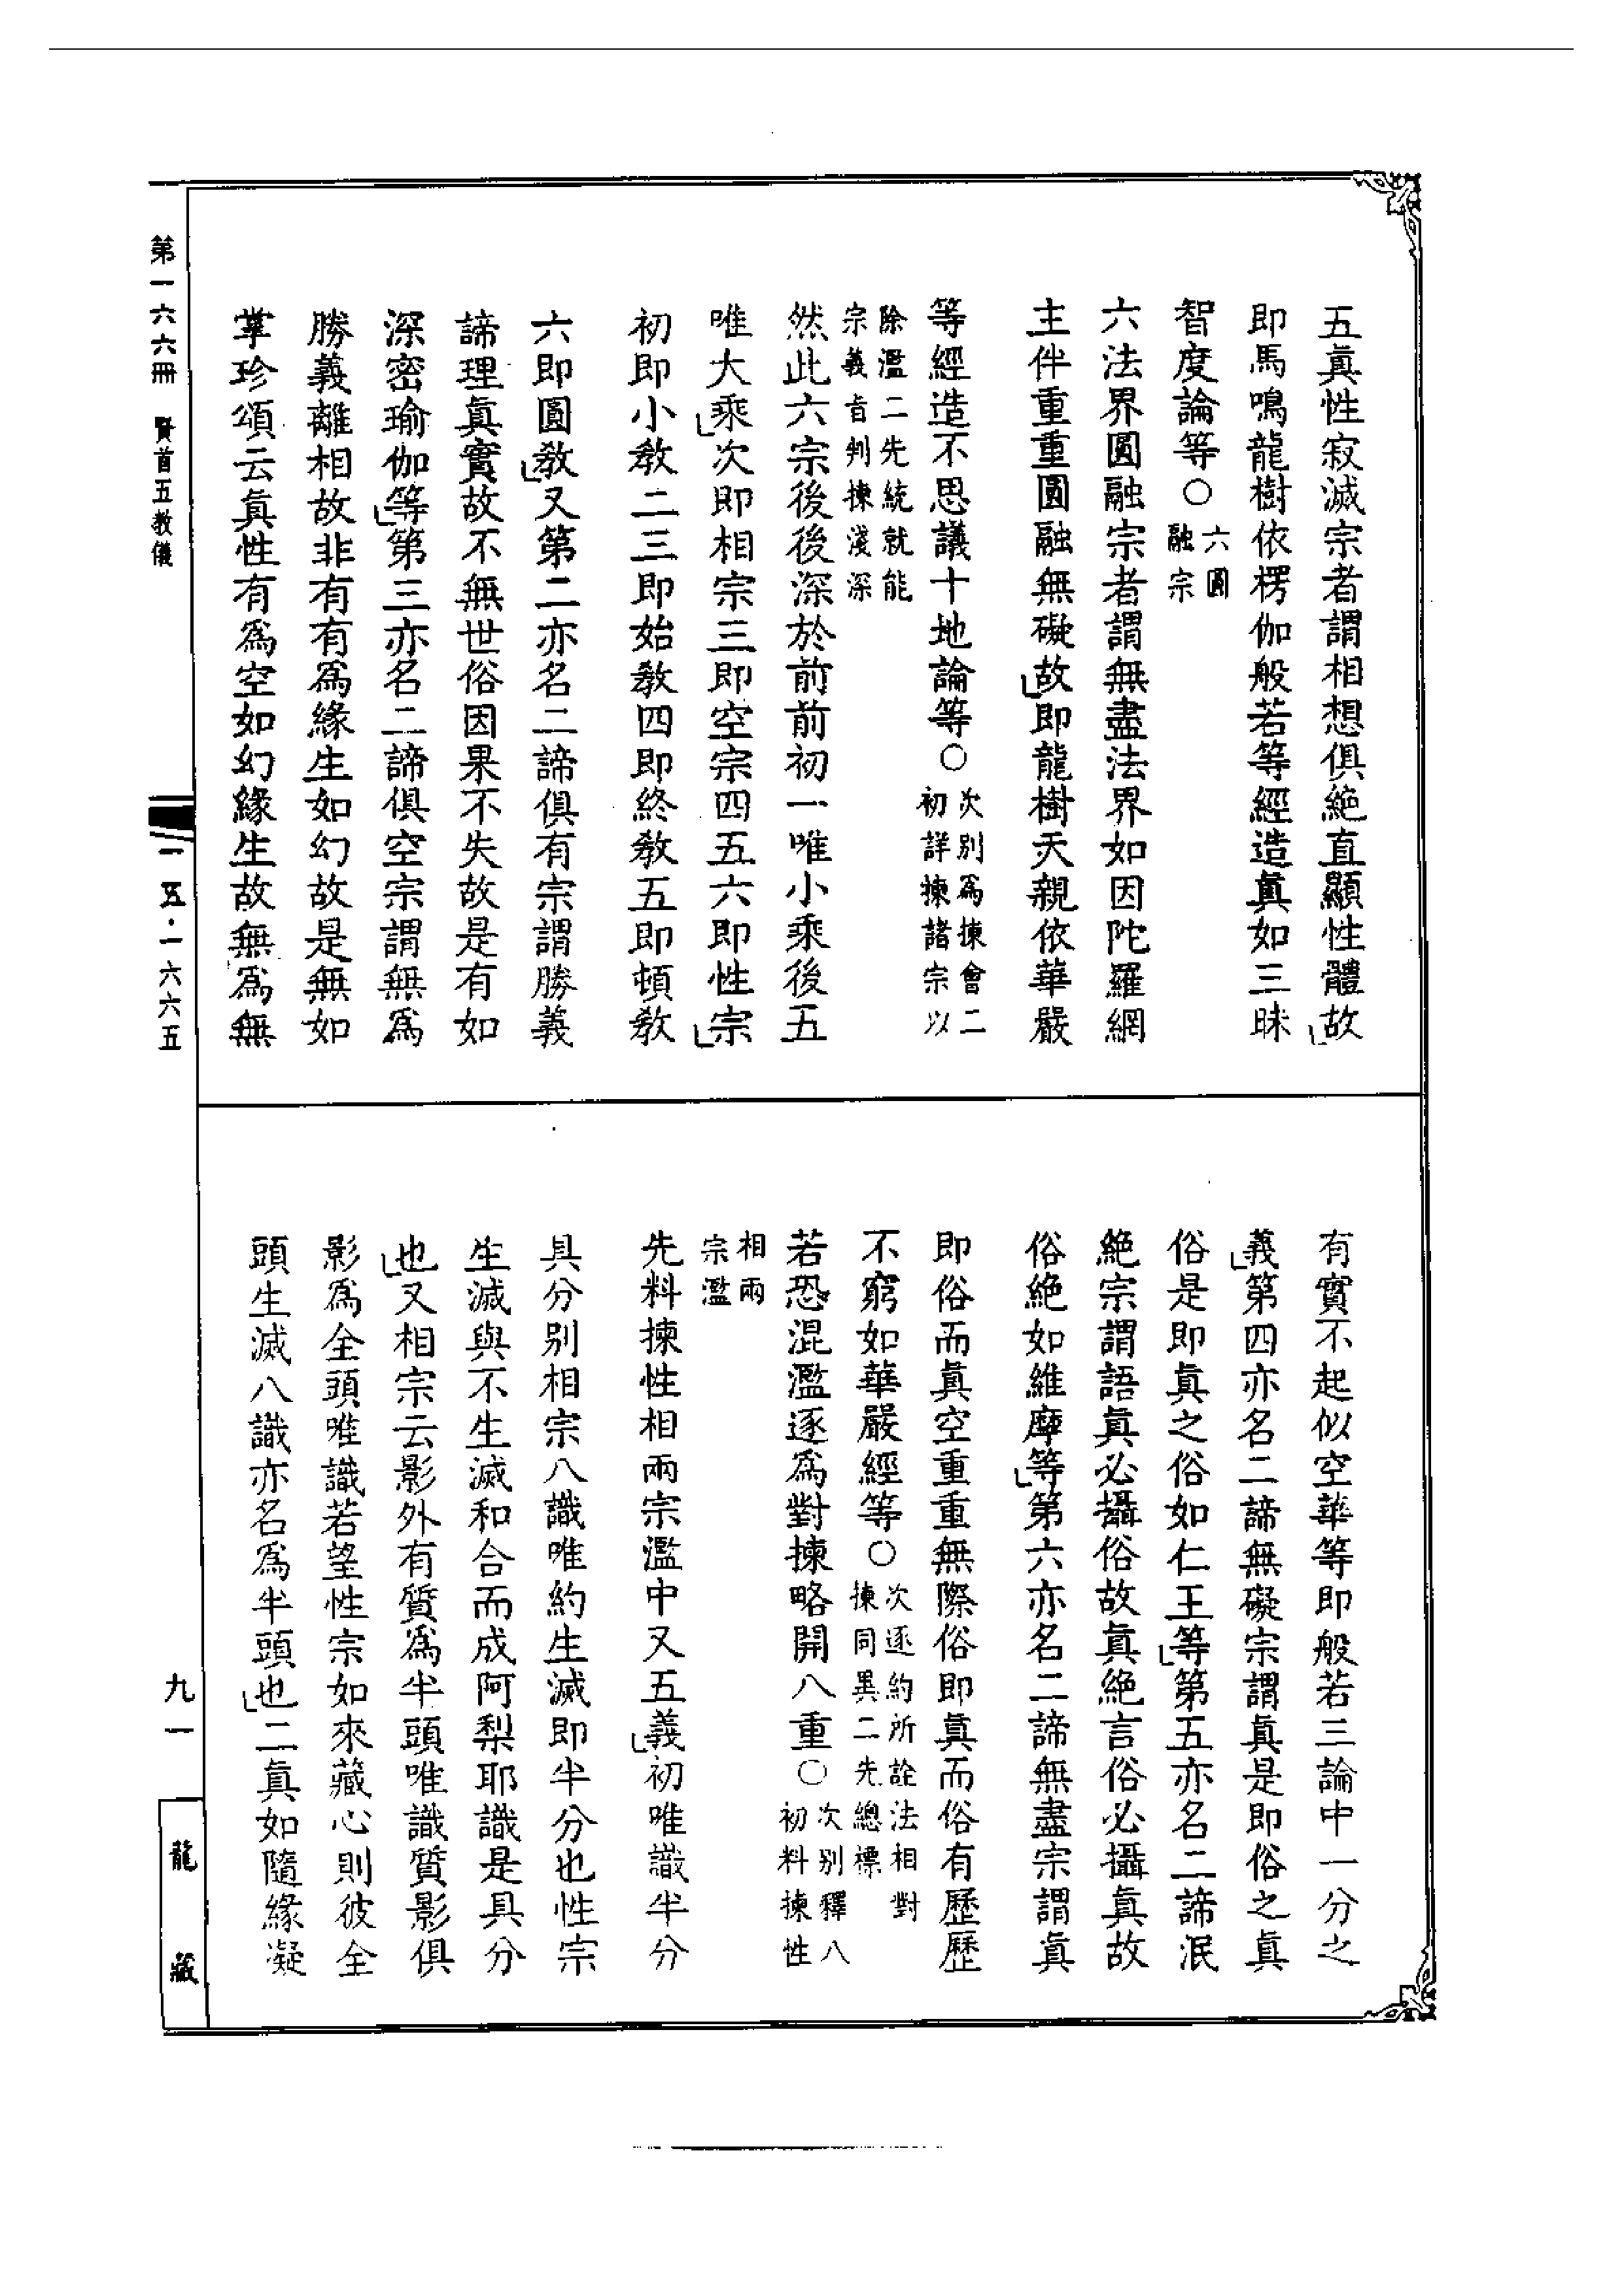 五眞性寂滅宗者謂相想俱絶直顯性體故
即馬鳴龍樹依楞伽般若等經造眞如三昧
智度論等○六圓融宗
六法界圓融宗者謂無盡法界如因陀羅網
主伴重重圓融無礙故即龍樹天親依華嚴
等經造不思議十地論等○次別爲揀會二初詳揀諸宗以
除濫二先統就能宗義旨判揀淺深
然此六宗後後深於前前初一唯小乘後五
唯大乘次即相宗三即空宗四五六即性宗
初即小教二三即始教四即終教五即頓教
六即圓教又第二亦名二諦俱有宗謂勝義
諦理眞實故不無世俗因果不失故是有如
深密瑜伽等第三亦名二諦俱空宗謂無爲
勝義離相故非有有爲緣生如幻故是無如
掌珍頌云眞性有爲空如幻緣生故無爲無
有實不起似空華等即般若三論中一分之
義第四亦名二諦無礙宗謂眞是即俗之眞
俗是即眞之俗如仁王等第五亦名二諦泯
絶宗謂語眞必攝俗故眞絶言俗必攝眞故
俗絶如維摩等第六亦名二諦無盡宗謂眞
即俗而眞空重重無際俗即眞而俗有歷歷
不窮如華嚴經等○次逐約所詮法相對揀同異二先總標
若恐混濫逐爲對揀略開八重○次別釋八初料揀性
相兩宗濫
先料揀性相兩宗濫中又五義初唯識半分
具分別相宗八識唯約生滅即半分也性宗
生滅與不生滅和合而成阿梨耶識是具分
也又相宗云影外有質爲半頭唯識質影俱
影爲全頭唯識若望性宗如來藏心則彼全
頭生滅八識亦名爲半頭也二眞如隨緣凝
第一六六冊 賢首五教儀
一五·一六六五
九一
龍藏